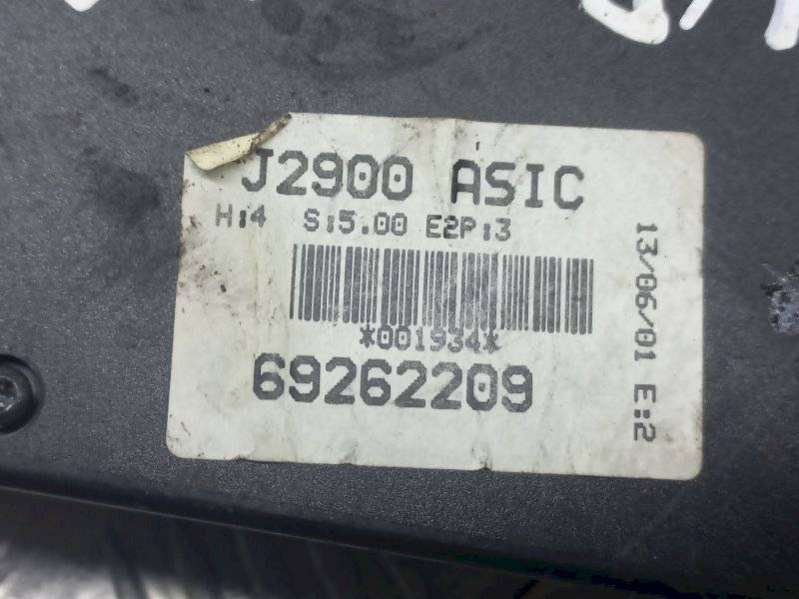 J2900 ASIC
H:4 S:5.00 E2P:3
*001934*
69262209
13/06/01 E:2